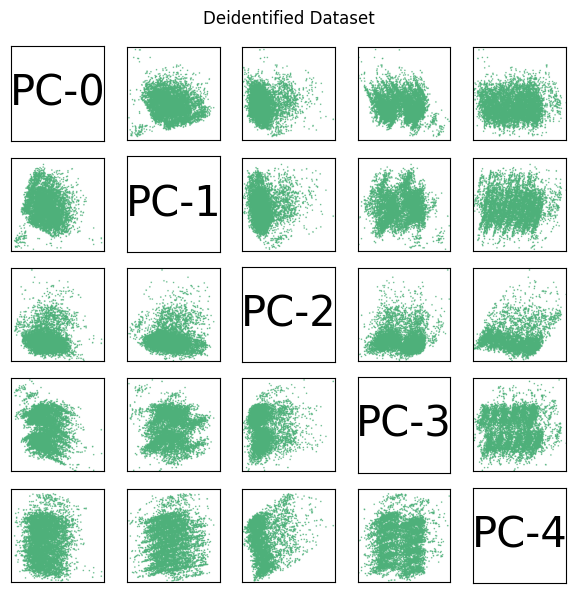 Deidentified Dataset
PC-0
PC-1
PC-2
PC-3
PC-4